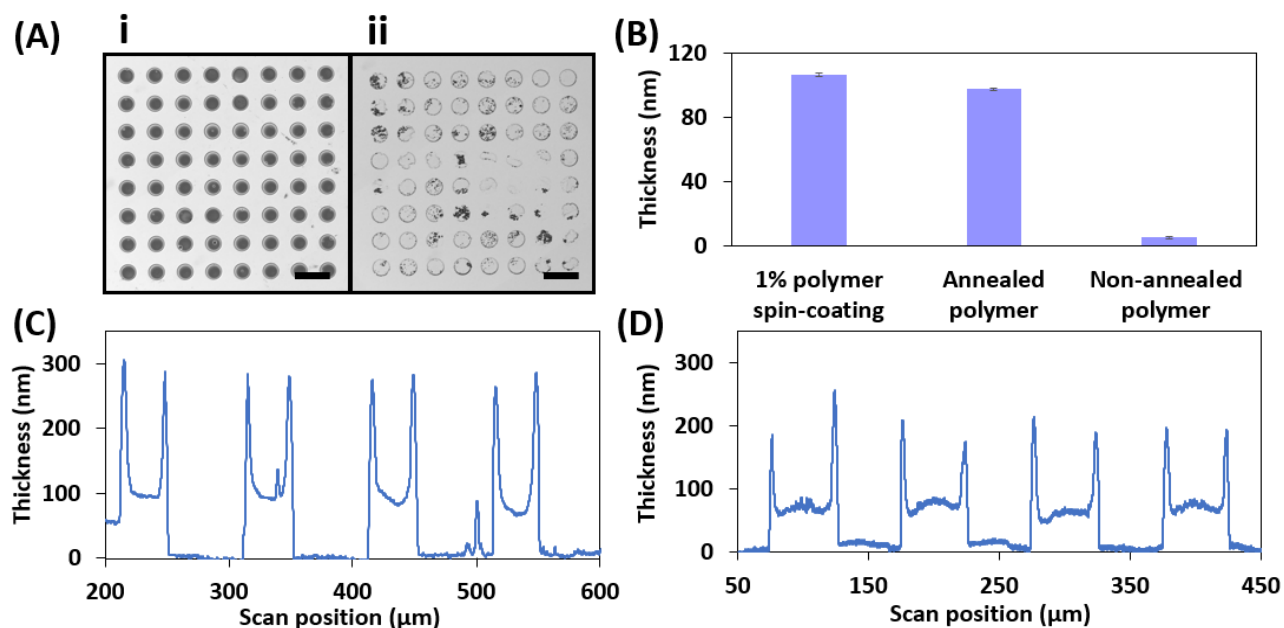 (A)
i
ii
(B)
Thickness (nm)
120
80
40
0
1% polymer
spin-coating
Annealed
polymer
Non-annealed
polymer
(C)
Thickness (nm)
300
200
100
0
200
300
400
500
600
Scan position (μm)
(D)
Thickness (nm)
300
200
100
0
50
150
250
350
450
Scan position (μm)